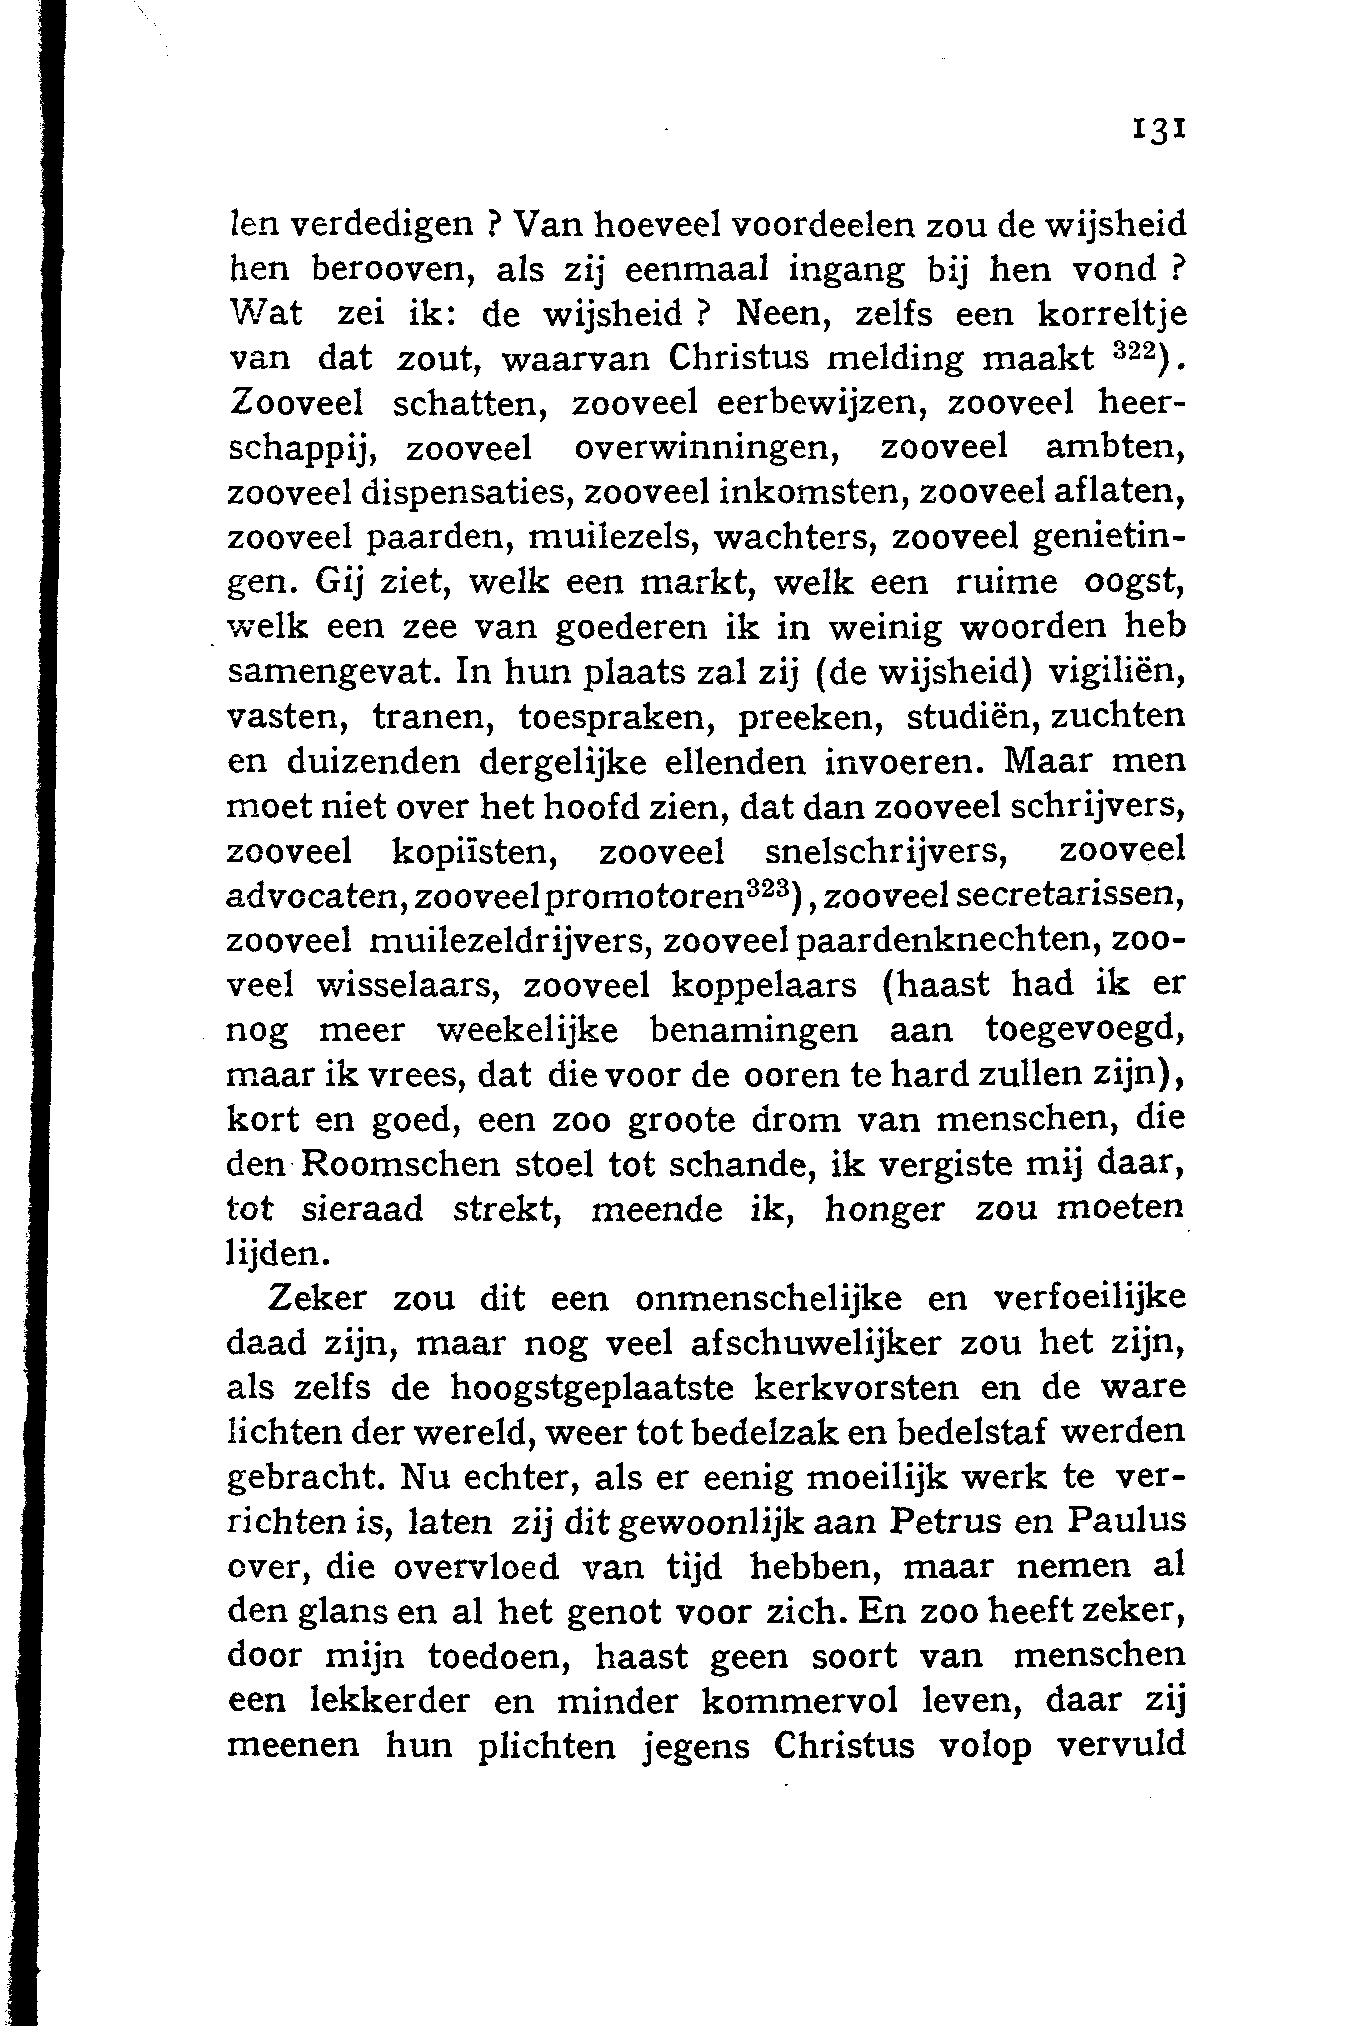 131
len verdedigen ? Van hoeveel voordeelen zou de wijsheid
hen berooven, als zij eenmaal ingang bij hen vond ?
Wat zei ik: de wijsheid ? Neen, zelfs een korreltje
van dat zout, waarvan Christus melding maakt ³²²).
Zooveel schatten, zooveel eerbewijzen, zooveel heer-
schappij, zooveel overwinningen, zooveel ambten,
zooveel dispensaties, zooveel inkomsten, zooveel aflaten,
zooveel paarden, muilezels, wachters, zooveel genietin-
gen. Gij ziet, welk een markt, welk een ruime oogst,
welk een zee van goederen ik in weinig woorden heb
samengevat. In hun plaats zal zij (de wijsheid) vigiliën,
vasten, tranen, toespraken, preeken, studiën, zuchten
en duizenden dergelijke ellenden invoeren. Maar men
moet niet over het hoofd zien, dat dan zooveel schrijvers,
zooveel kopiïsten, zooveel snelschrijvers, zooveel
advocaten, zooveel promotoren³²³), zooveel secretarissen,
zooveel muilezeldrijvers, zooveel paardenknechten, zoo-
veel wisselaars, zooveel koppelaars (haast had ik er
nog meer weekelijke benamingen aan toegevoegd,
maar ik vrees, dat die voor de ooren te hard zullen zijn),
kort en goed, een zoo groote drom van menschen, die
den Roomschen stoel tot schande, ik vergiste mij daar,
tot sieraad strekt, meende ik, honger zou moeten
lijden.
Zeker zou dit een onmenschelijke en verfoeilijke
daad zijn, maar nog veel afschuwelijker zou het zijn,
als zelfs de hoogstgeplaatste kerkvorsten en de ware
lichten der wereld, weer tot bedelzak en bedelstaf werden
gebracht. Nu echter, als er eenig moeilijk werk te ver-
richten is, laten zij dit gewoonlijk aan Petrus en Paulus
over, die overvloed van tijd hebben, maar nemen al
den glans en al het genot voor zich. En zoo heeft zeker,
door mijn toedoen, haast geen soort van menschen
een lekkerder en minder kommervol leven, daar zij
meenen hun plichten jegens Christus volop vervuld